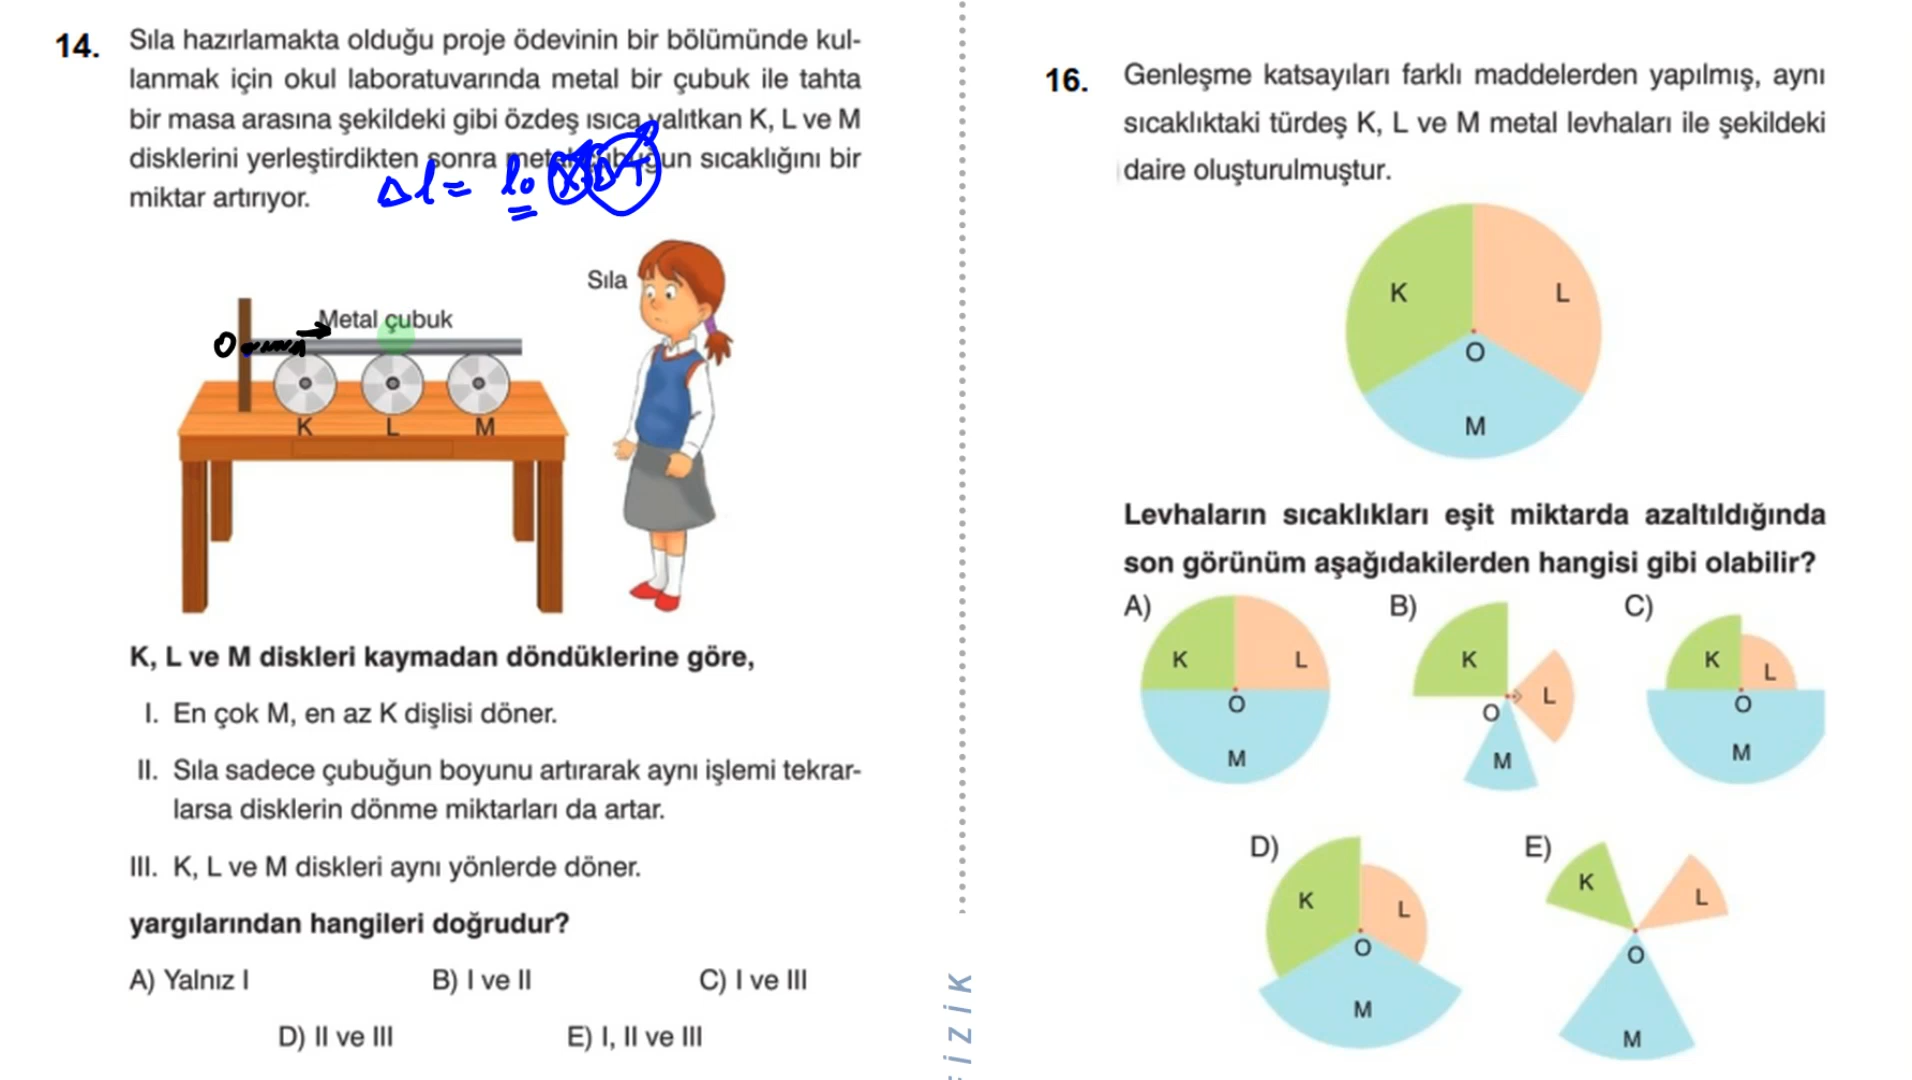 14. Sıla hazırlamakta olduğu proje ödevinin bir bölümünde kul-
lanmak için okul laboratuvarında metal bir çubuk ile tahta
bir masa arasına şekildeki gibi özdeş ısıca yalıtkan K, L ve M
disklerini yerleştirdikten sonra metal çubuğun sıcaklığını bir
miktar artırıyor.
Δl = l₀ α ΔT
Sıla
Metal çubuk
O
K L M
K, L ve M diskleri kaymadan döndüklerine göre,
I. En çok M, en az K dişlisi döner.
II. Sıla sadece çubuğun boyunu artırarak aynı işlemi tekrar-
larsa disklerin dönme miktarları da artar.
III. K, L ve M diskleri aynı yönlerde döner.
yargılarından hangileri doğrudur?
A) Yalnız I B) I ve II C) I ve III
D) II ve III E) I, II ve III
FİZİK
16. Genleşme katsayıları farklı maddelerden yapılmış, aynı
sıcaklıktaki türdeş K, L ve M metal levhaları ile şekildeki
daire oluşturulmuştur.
K L
O
M
Levhaların sıcaklıkları eşit miktarda azaltıldığında
son görünüm aşağıdakilerden hangisi gibi olabilir?
A) K L O M
B) K L O M
C) K L O M
D) K L O M
E) K L O M